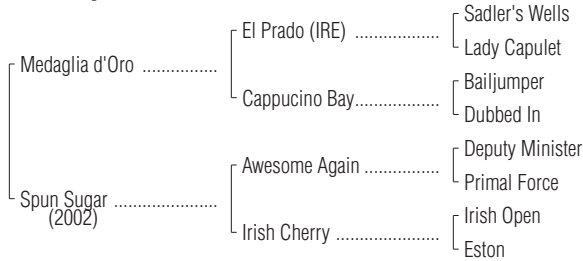 Sadler's Wells
El Prado (IRE) ..................
Lady Capulet
Medaglia d'Oro ................
Bailjumper
Cappucino Bay..................
Dubbed In
Deputy Minister
Awesome Again ................
Primal Force
Spun Sugar ......................
(2002)
Irish Open
Irish Cherry ......................
Eston